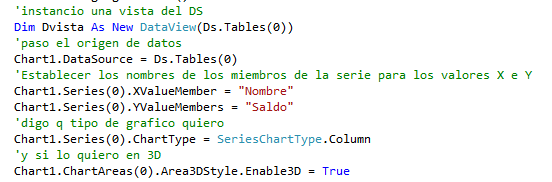 'instancio una vista del DS
Dim Dvista As New DataView(Ds.Tables(0))
'paso el origen de datos
Chart1.DataSource = Ds.Tables(0)
'Establecer los nombres de los miembros de la serie para los valores X e Y
Chart1.Series(0).XValueMember = "Nombre"
Chart1.Series(0).YValueMembers = "Saldo"
'digo q tipo de grafico quiero
Chart1.Series(0).ChartType = SeriesChartType.Column
'y si lo quiero en 3D
Chart1.ChartAreas(0).Area3DStyle.Enable3D = True